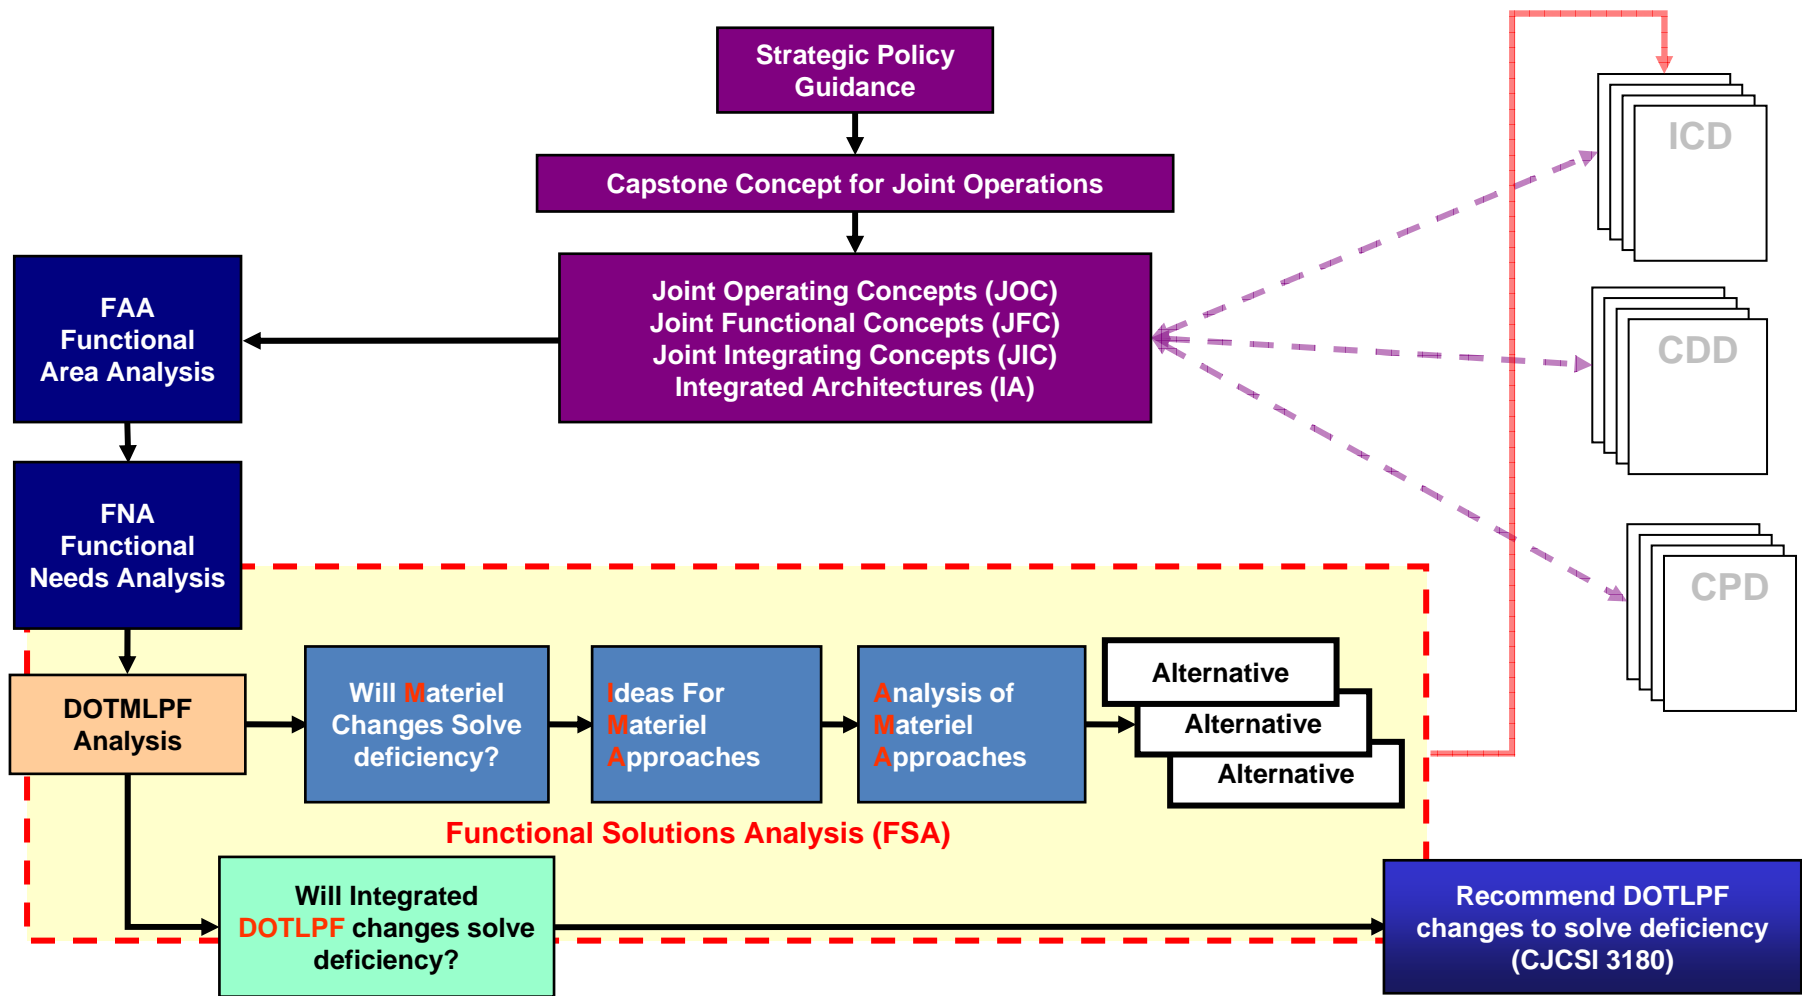 Strategic Policy
Guidance
Capstone Concept for Joint Operations
Joint Operating Concepts (JOC)
Joint Functional Concepts (JFC)
Joint Integrating Concepts (JIC)
Integrated Architectures (IA)
ICD
CDD
CPD
FAA
Functional
Area Analysis
FNA
Functional
Needs Analysis
DOTMLPF
Analysis
Will Materiel
Changes Solve
deficiency?
Ideas For
Materiel
Approaches
Analysis of
Materiel
Approaches
Alternative
Alternative
Alternative
Functional Solutions Analysis (FSA)
Will Integrated
DOTLPF changes solve
deficiency?
Recommend DOTLPF
changes to solve deficiency
(CJCSI 3180)